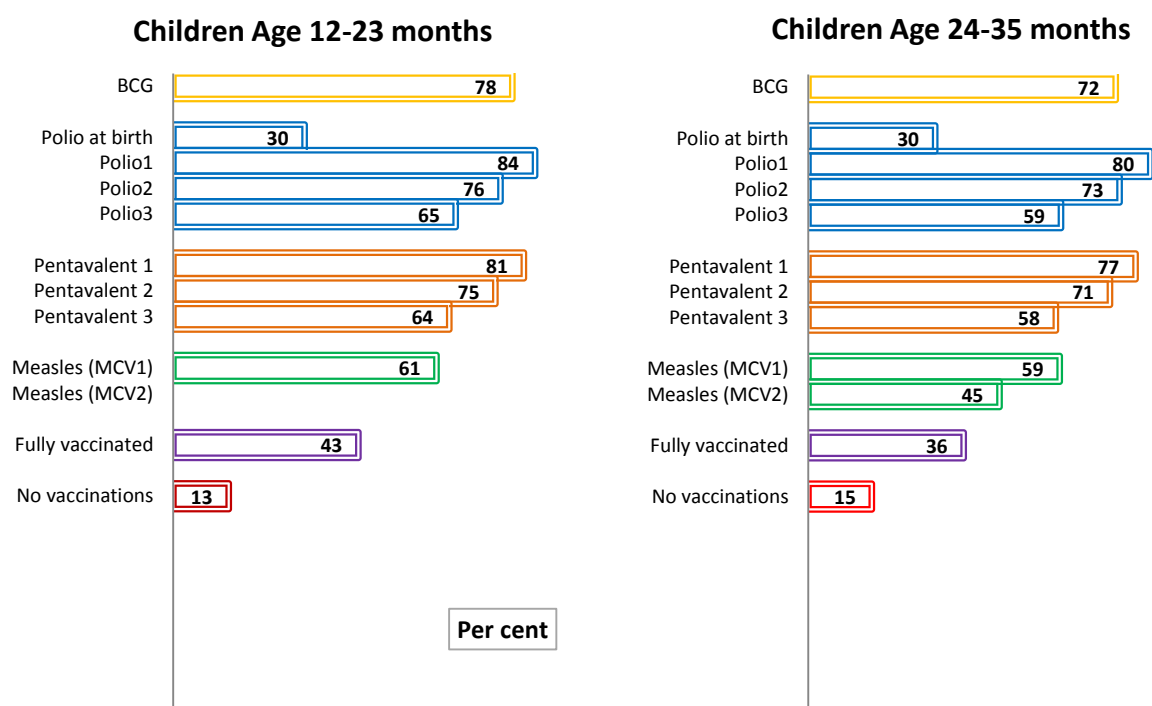 Children Age 12-23 months
BCG 78
Polio at birth 30
Polio1 84
Polio2 76
Polio3 65
Pentavalent 1 81
Pentavalent 2 75
Pentavalent 3 64
Measles (MCV1) 61
Measles (MCV2)
Fully vaccinated 43
No vaccinations 13
Per cent
Children Age 24-35 months
BCG 72
Polio at birth 30
Polio1 80
Polio2 73
Polio3 59
Pentavalent 1 77
Pentavalent 2 71
Pentavalent 3 58
Measles (MCV1) 59
Measles (MCV2) 45
Fully vaccinated 36
No vaccinations 15